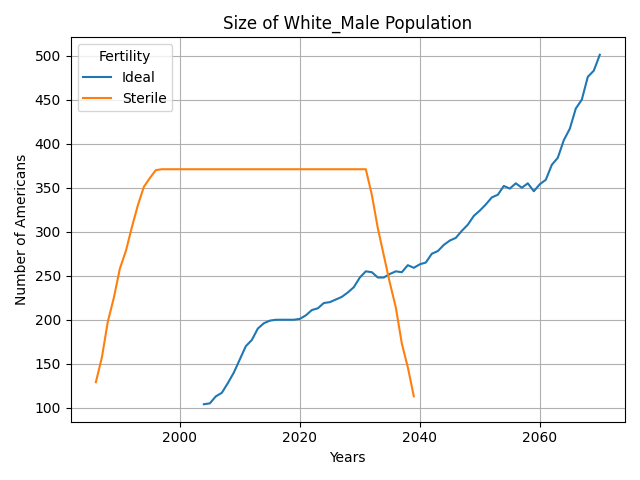 Size of White_Male Population
Fertility
Ideal
Sterile
Number of Americans
500
450
400
350
300
250
200
150
100
2000 2020 2040 2060
Years